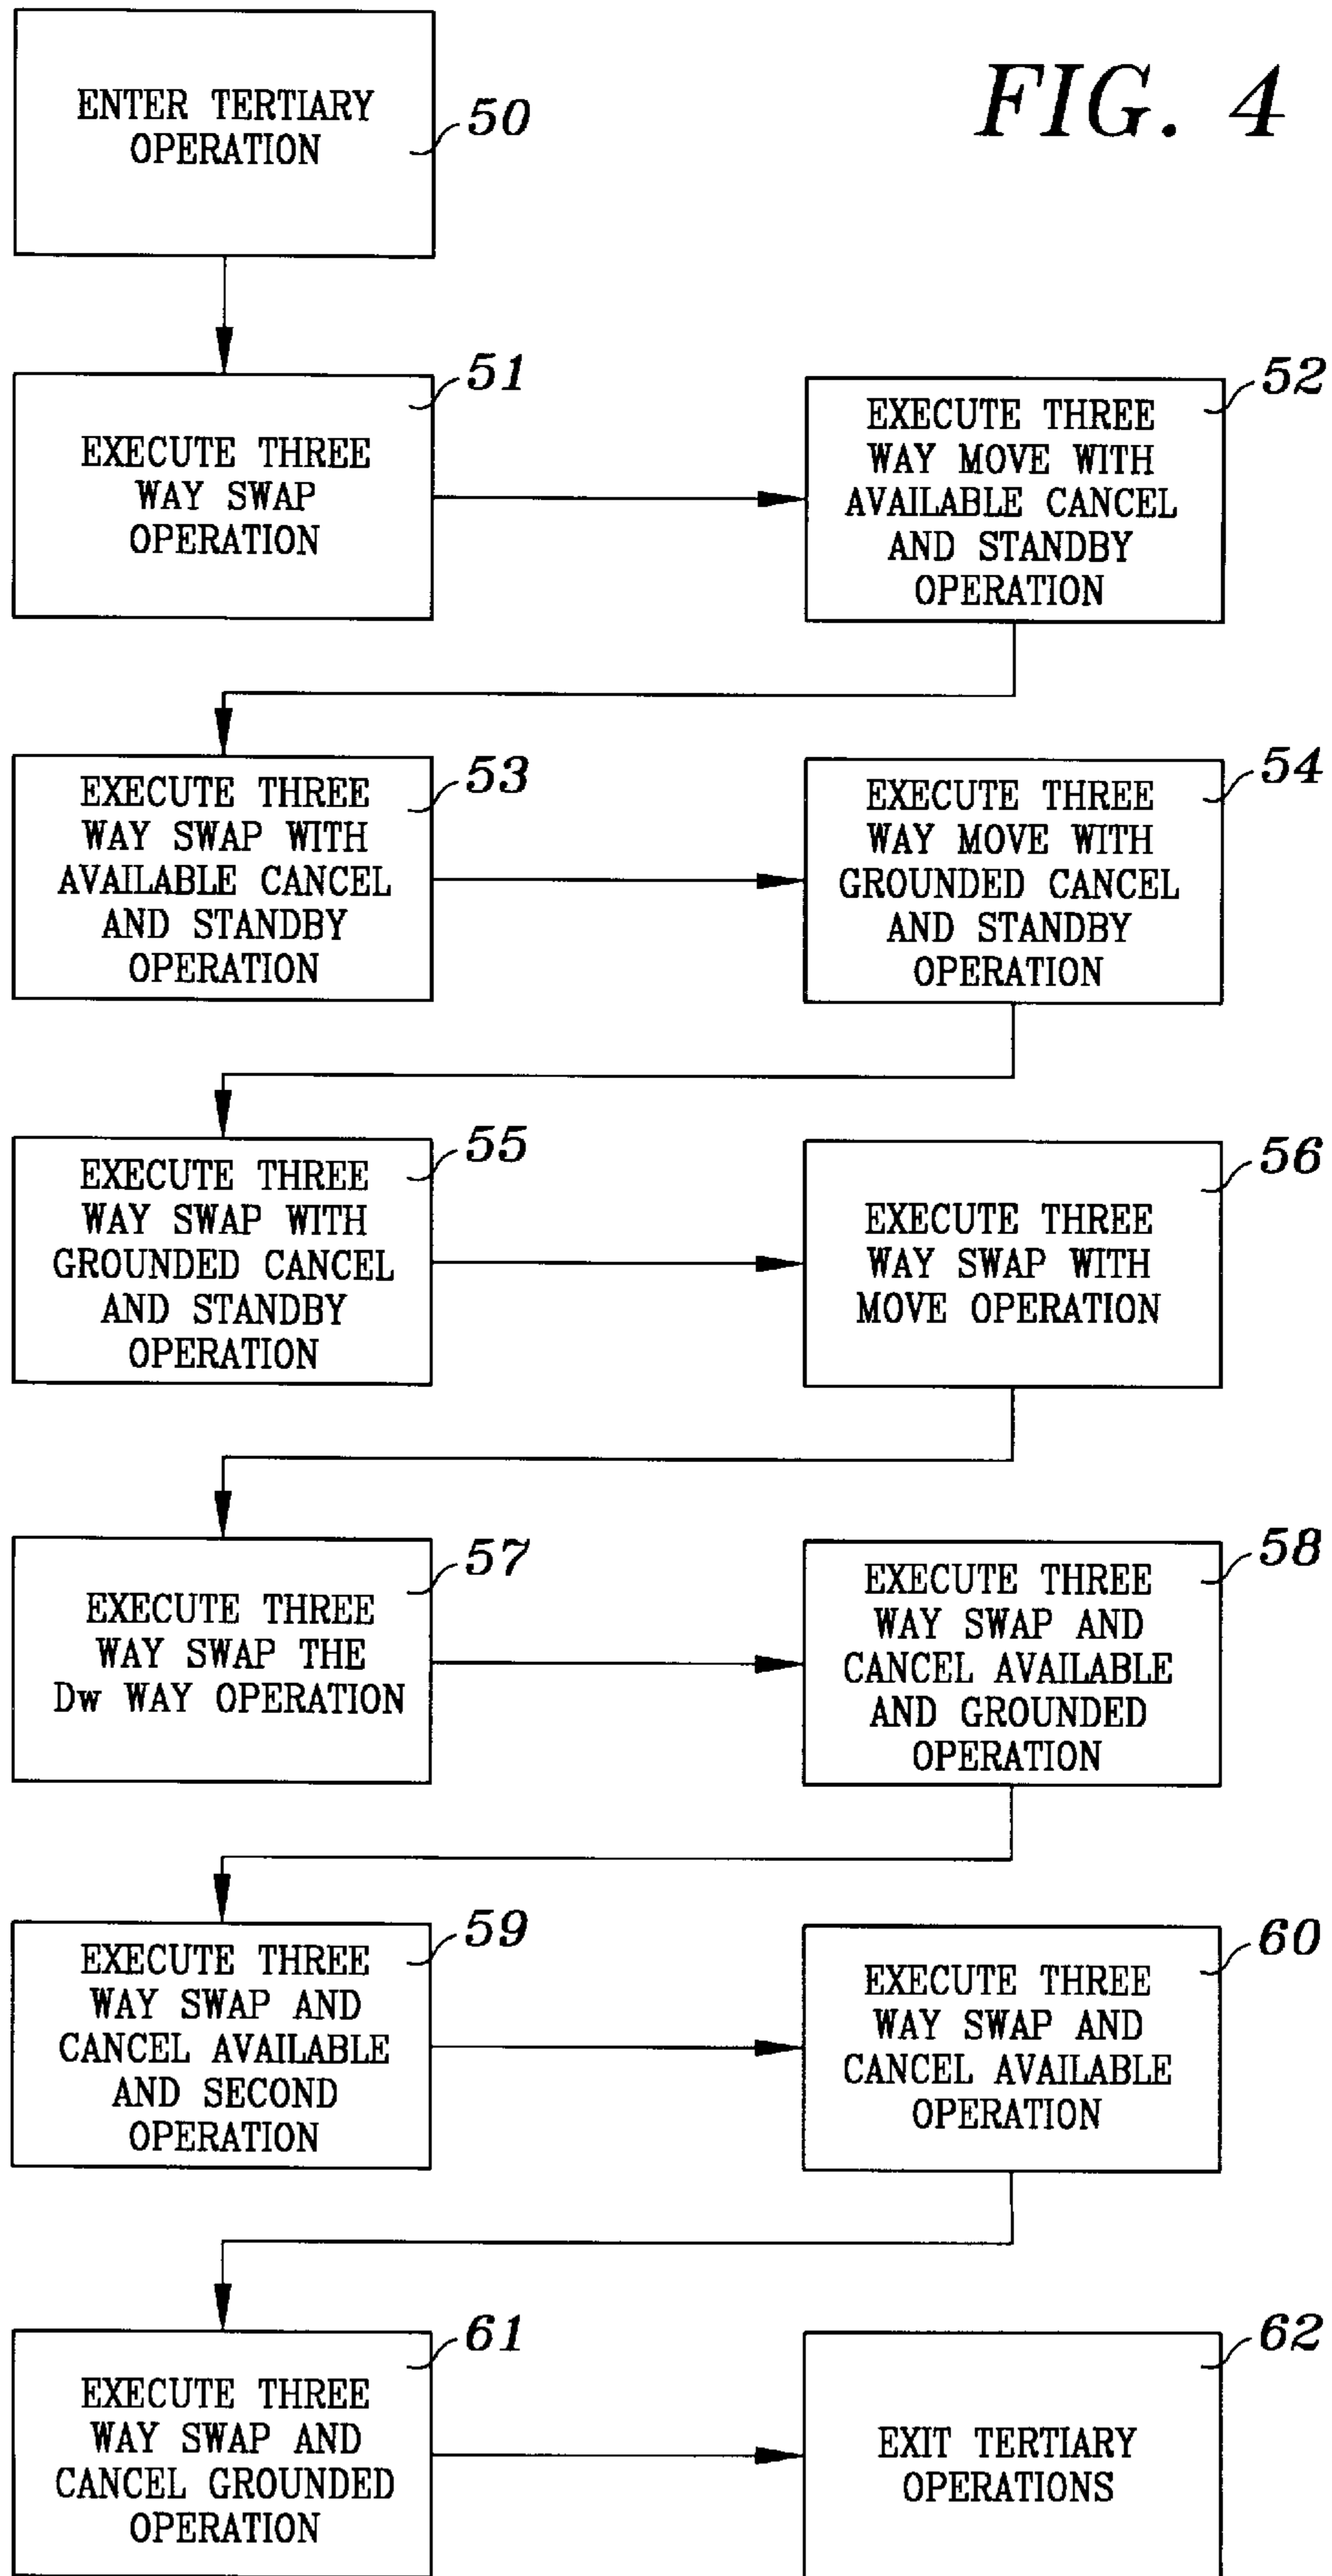 FIG. 4
ENTER TERTIARY
OPERATION
50
51
EXECUTE THREE
WAY SWAP
OPERATION
52
EXECUTE THREE
WAY MOVE WITH
AVAILABLE CANCEL
AND STANDBY
OPERATION
53
EXECUTE THREE
WAY SWAP WITH
AVAILABLE CANCEL
AND STANDBY
OPERATION
54
EXECUTE THREE
WAY MOVE WITH
GROUNDED CANCEL
AND STANDBY
OPERATION
55
EXECUTE THREE
WAY SWAP WITH
GROUNDED CANCEL
AND STANDBY
OPERATION
56
EXECUTE THREE
WAY SWAP WITH
MOVE OPERATION
57
EXECUTE THREE
WAY SWAP THE
Dw WAY OPERATION
58
EXECUTE THREE
WAY SWAP AND
CANCEL AVAILABLE
AND GROUNDED
OPERATION
59
EXECUTE THREE
WAY SWAP AND
CANCEL AVAILABLE
AND SECOND
OPERATION
60
EXECUTE THREE
WAY SWAP AND
CANCEL AVAILABLE
OPERATION
61
EXECUTE THREE
WAY SWAP AND
CANCEL GROUNDED
OPERATION
62
EXIT TERTIARY
OPERATIONS